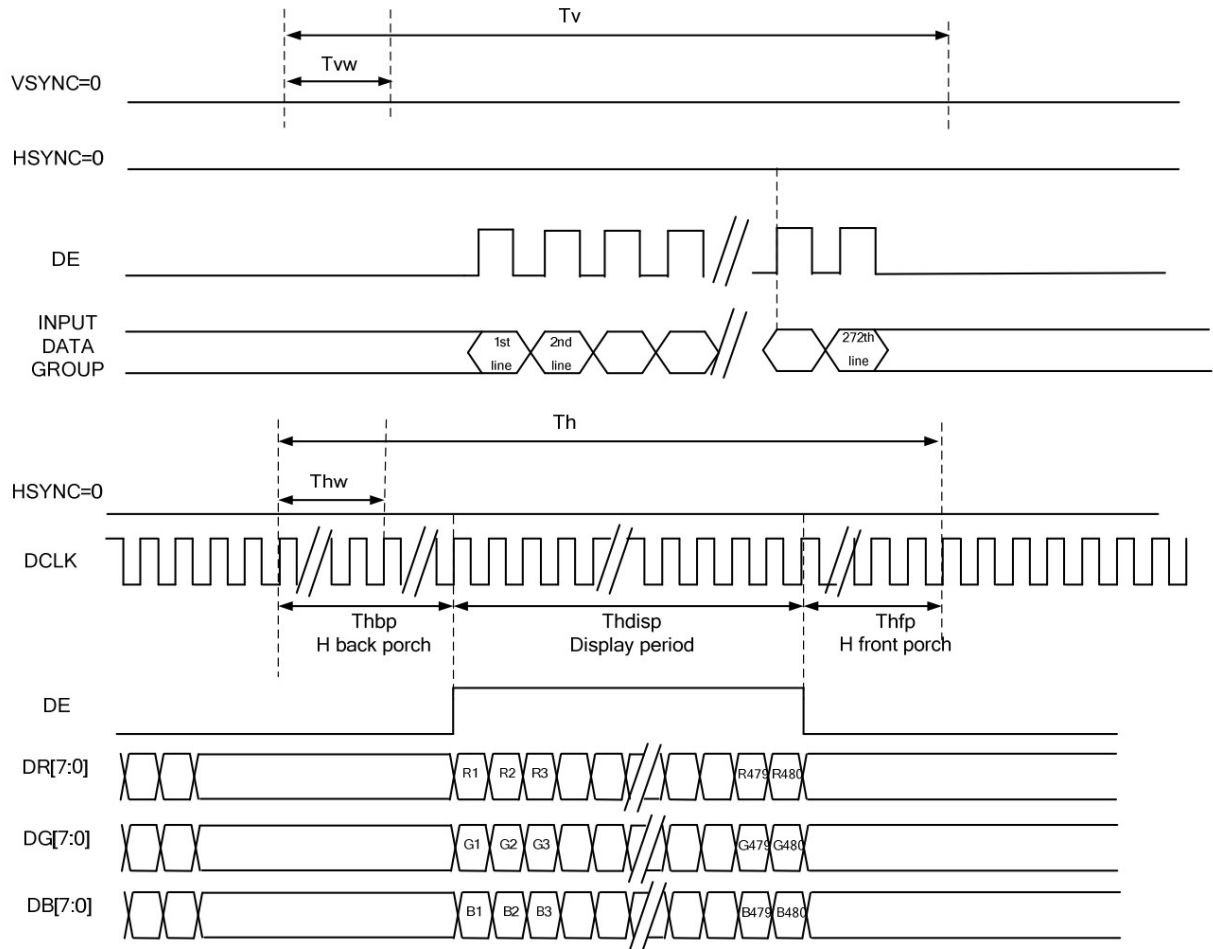 Tv
Tvw
VSYNC=0
HSYNC=0
DE
INPUT
DATA
GROUP
1st
line
2nd
line
272th
line
Th
Thw
HSYNC=0
DCLK
Thbp
H back porch
Thdisp
Display period
Thfp
H front porch
DE
DR[7:0] R1 R2 R3 R479 R480
DG[7:0] G1 G2 G3 G479 G480
DB[7:0] B1 B2 B3 B479 B480